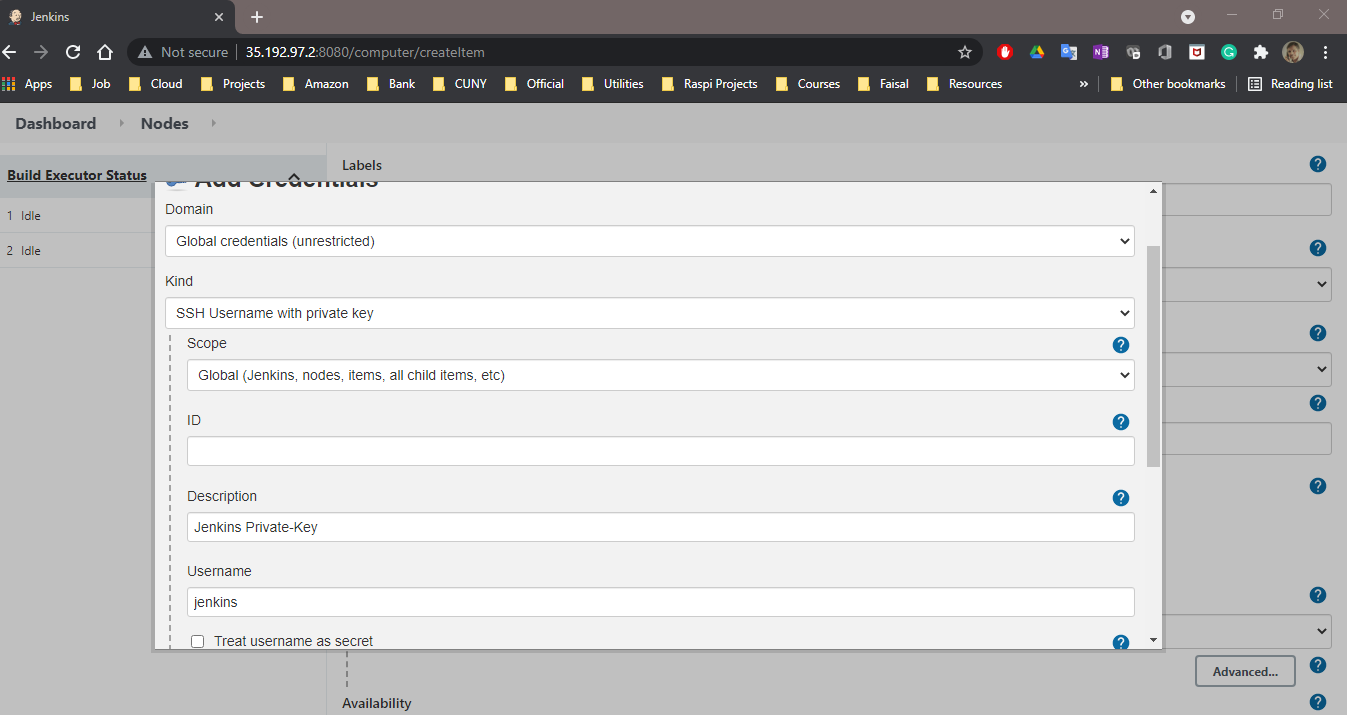 Jenkins
Not secure 35.192.97.2:8080/computer/createItem
Apps Job Cloud Projects Amazon Bank CUNY Official Utilities Raspi Projects Courses Faisal Resources » Other bookmarks Reading list
Dashboard Nodes
Build Executor Status
1 Idle
2 Idle
Labels
Add Credentials
Domain
Global credentials (unrestricted)
Kind
SSH Username with private key
Scope
Global (Jenkins, nodes, items, all child items, etc)
ID
Description
Jenkins Private-Key
Username
jenkins
Treat username as secret
Advanced...
Availability